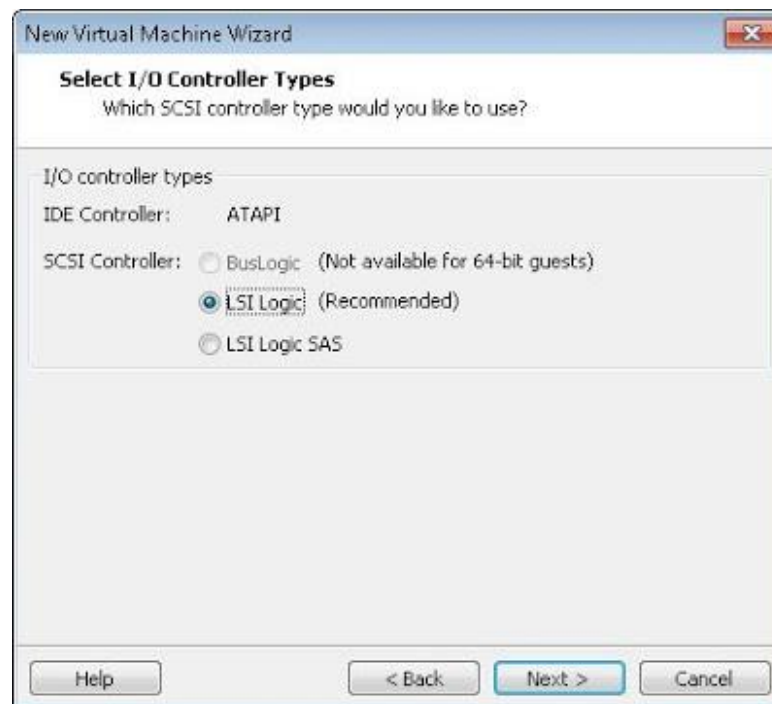 New Virtual Machine Wizard
Select I/O Controller Types
Which SCSI controller type would you like to use?
I/O controller types
IDE Controller: ATAPI
SCSI Controller: BusLogic (Not available for 64-bit guests)
LSI Logic (Recommended)
LSI Logic SAS
Help < Back Next > Cancel